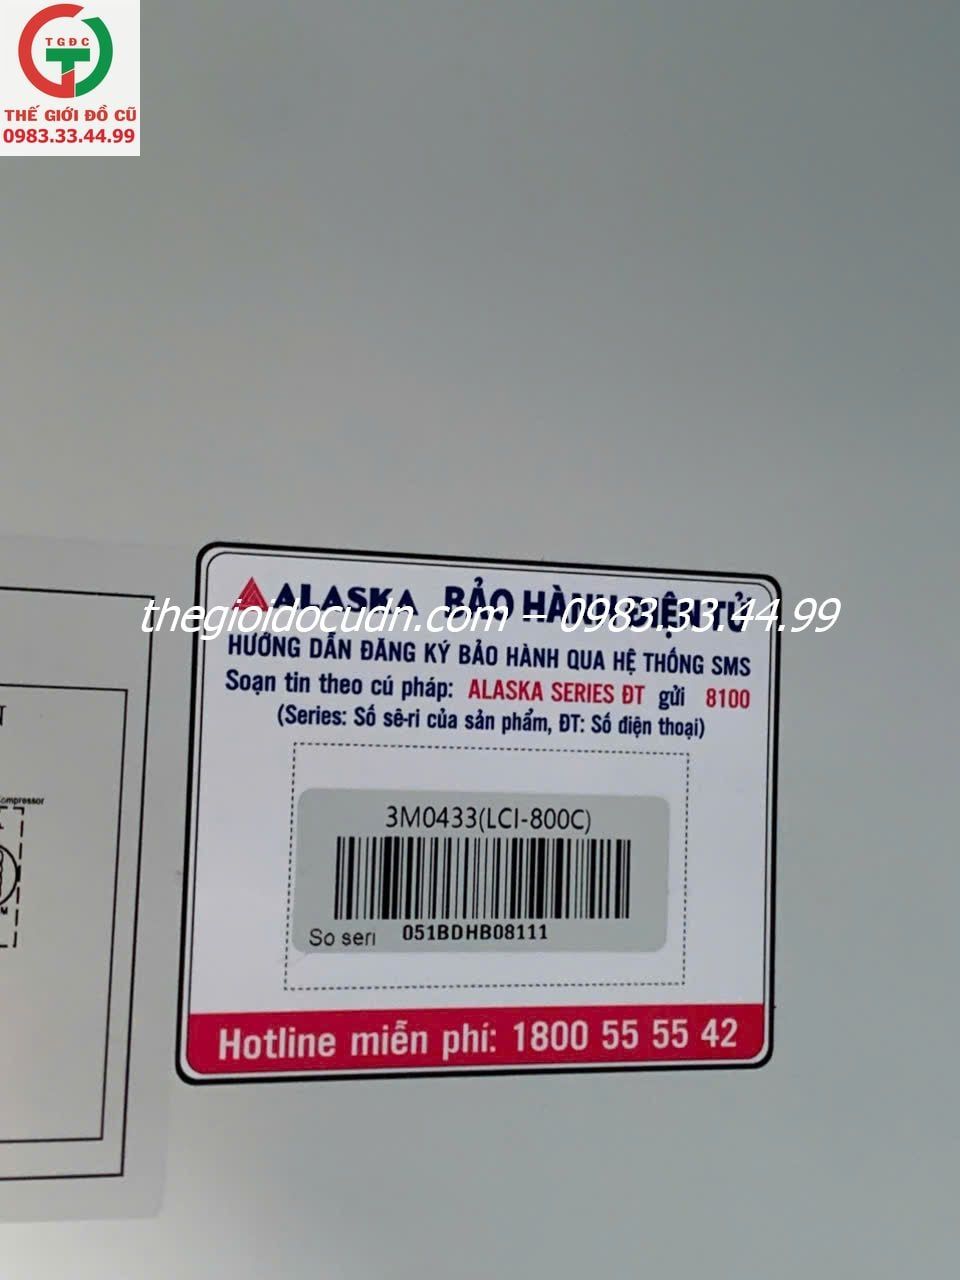 TGĐC
THẾ GIỚI ĐỒ CŨ
0983.33.44.99
ALASKA BẢO HÀNH ĐIỆN TỬ
thegioidocudn.com – 0983.33.44.99
HƯỚNG DẪN ĐĂNG KÝ BẢO HÀNH QUA HỆ THỐNG SMS
Soạn tin theo cú pháp: ALASKA SERIES ĐT gửi 8100
(Series: Số sê-ri của sản phẩm, ĐT: Số điện thoại)
3M0433(LCI-800C)
So seri 051BDHB08111
Hotline miễn phí: 1800 55 55 42